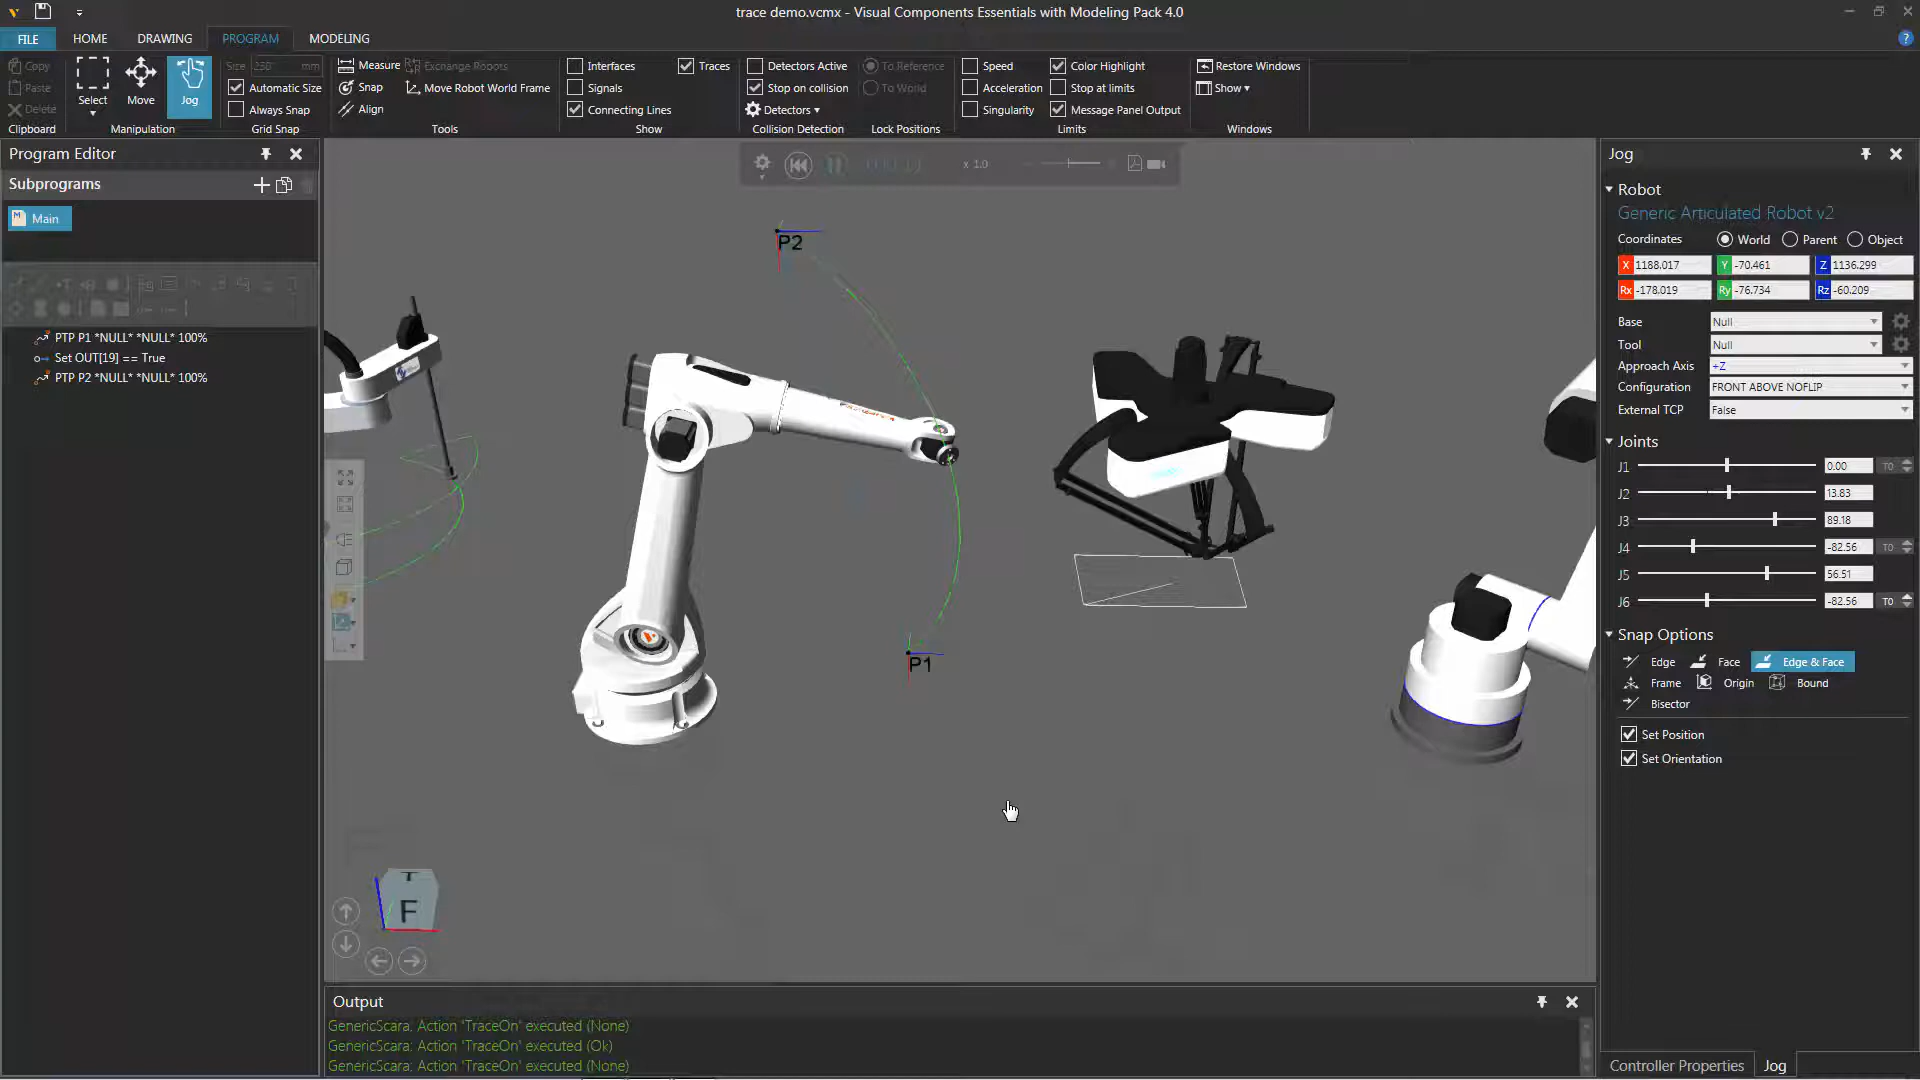 trace demo.vcmx - Visual Components Essentials with Modeling Pack 4.0
FILE HOME DRAWING PROGRAM MODELING
Copy
Paste
Delete
Clipboard
Select
Move
Jog
Manipulation
Size 250 mm
Automatic Size
Always Snap
Grid Snap
Measure
Snap
Align
Exchange Robots
Move Robot World Frame
Tools
Interfaces
Signals
Connecting Lines
Traces
Show
Detectors Active
Stop on collision
Detectors
Collision Detection
To Reference
To World
Lock Positions
Speed
Acceleration
Singularity
Color Highlight
Stop at limits
Message Panel Output
Limits
Restore Windows
Show
Windows
Program Editor
Subprograms
M Main
PTP P1 *NULL* *NULL* 100%
Set OUT[19] == True
PTP P2 *NULL* *NULL* 100%
x 1.0
P2
P1
T
F
Output
GenericScara: Action 'TraceOn' executed (None)
GenericScara: Action 'TraceOn' executed (Ok)
GenericScara: Action 'TraceOn' executed (None)
Jog
Robot
Generic Articulated Robot v2
Coordinates World Parent Object
X 1188.017 Y -70.461 Z 1136.299
Rx -178.019 Ry -76.734 Rz -60.209
Base Null
Tool Null
Approach Axis +Z
Configuration FRONT ABOVE NOFLIP
External TCP False
Joints
J1 0.00 T0
J2 13.83
J3 89.18
J4 -82.56 T0
J5 56.51
J6 -82.56 T0
Snap Options
Edge Face Edge & Face
Frame Origin Bound
Bisector
Set Position
Set Orientation
Controller Properties Jog